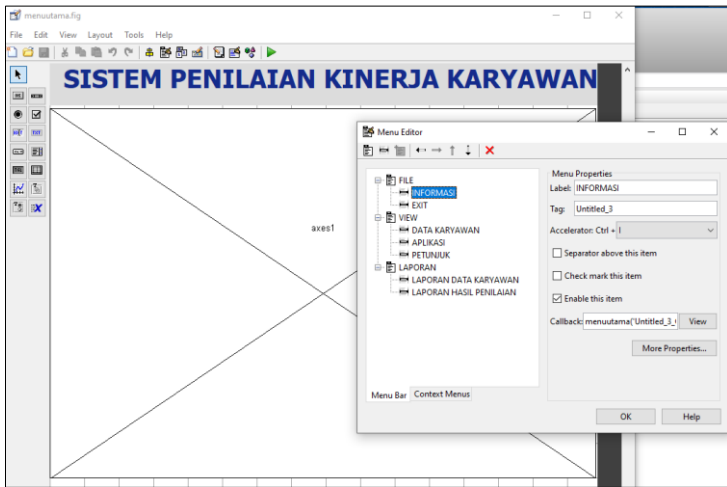 menuutama.fig
File Edit View Layout Tools Help
SISTEM PENILAIAN KINERJA KARYAWAN
axes1
Menu Editor
FILE
INFORMASI
EXIT
VIEW
DATA KARYAWAN
APLIKASI
PETUNJUK
LAPORAN
LAPORAN DATA KARYAWAN
LAPORAN HASIL PENILAIAN
Menu Bar Context Menus
Menu Properties
Label: INFORMASI
Tag: Untitled_3
Accelerator: Ctrl + I
Separator above this item
Check mark this item
Enable this item
Callback: menuutama('Untitled_3_ View
More Properties...
OK Help